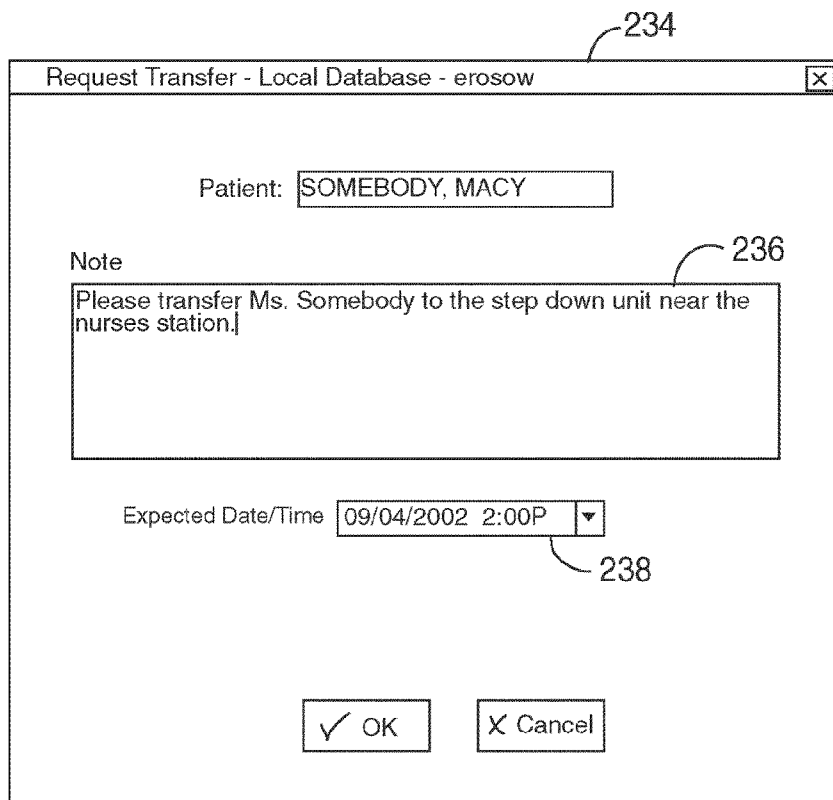 234
Request Transfer - Local Database - erosow
Patient: SOMEBODY, MACY
Note
236
Please transfer Ms. Somebody to the step down unit near the
nurses station.
Expected Date/Time 09/04/2002 2:00P
238
OK
Cancel